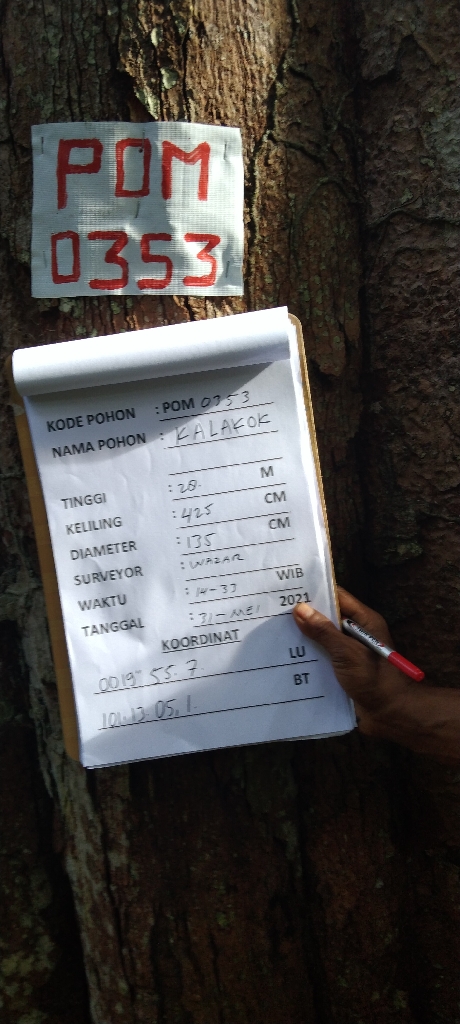 POM
0353
KODE POHON : POM 0353
NAMA POHON : KALAKOK
TINGGI : 20. M
KELILING : 425 CM
DIAMETER : 135 CM
SURVEYOR : WAZAR
WAKTU : 14-33 WIB
TANGGAL : 31-MEI 2021
KOORDINAT
0019" 55.7. LU
101.13.05,1. BT